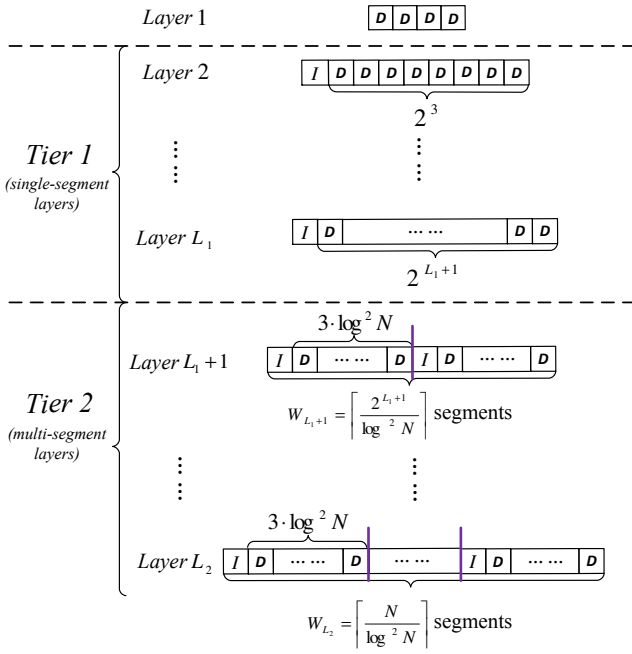 Layer 1 D D D D
Layer 2 I D D D D D D D D
2^3
Tier 1
(single-segment
layers)
⋮ ⋮
Layer L_1 I D ⋯⋯ D D
2^{L_1+1}
3·log^2 N
Layer L_1+1 I D ⋯⋯ D I D ⋯⋯ D
Tier 2
(multi-segment
layers)
W_{L_1+1} = ⌈2^{L_1+1} / log^2 N⌉ segments
⋮ ⋮
3·log^2 N
Layer L_2 I D ⋯⋯ D ⋯⋯ I D ⋯⋯ D
W_{L_2} = ⌈N / log^2 N⌉ segments